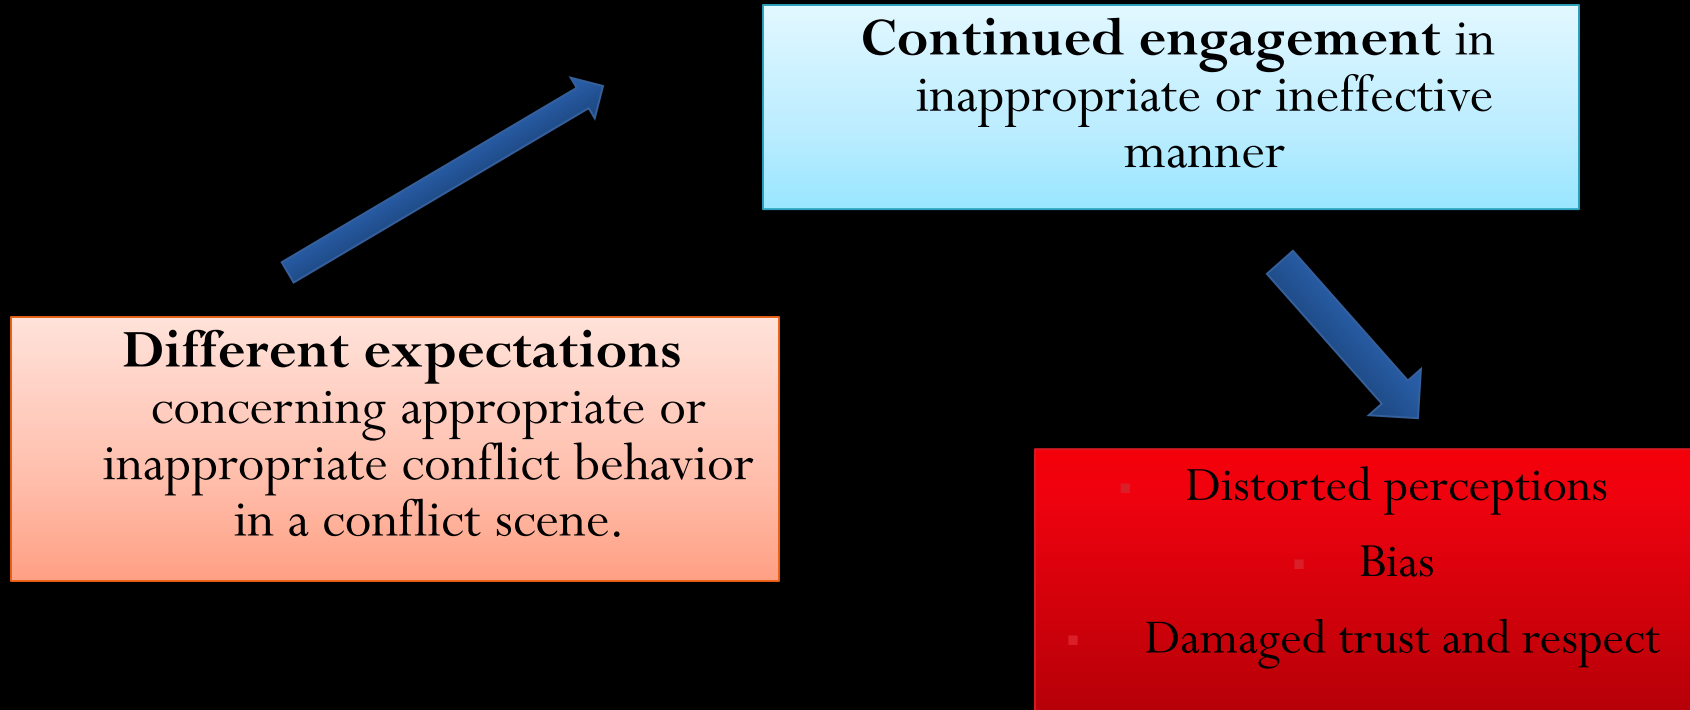 Continued engagement in
inappropriate or ineffective
manner
Different expectations
concerning appropriate or
inappropriate conflict behavior
in a conflict scene.
▪ Distorted perceptions
▪ Bias
▪ Damaged trust and respect